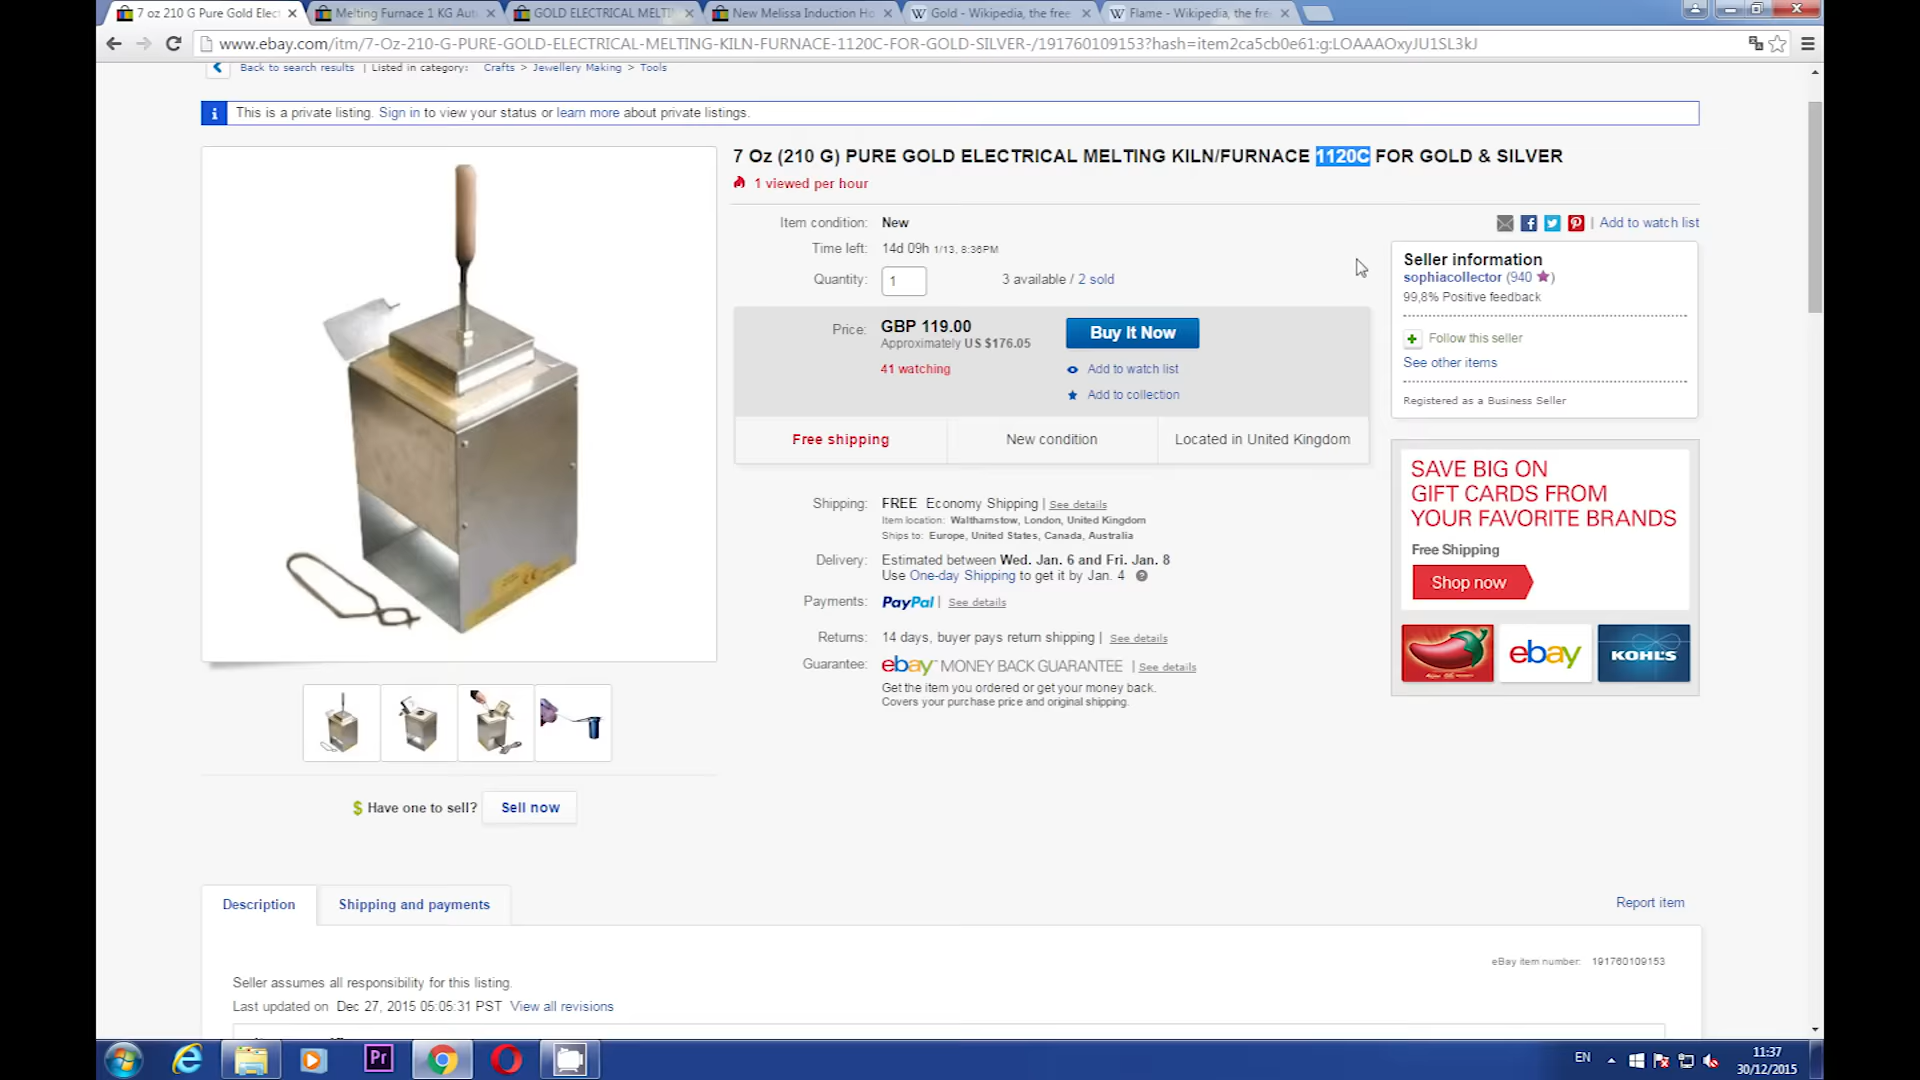 7 oz 210 G Pure Gold Elec
Melting Furnace 1 KG Aut
GOLD ELECTRICAL MELTI
New Melissa Induction Ho
Gold - Wikipedia, the free
Flame - Wikipedia, the fre
www.ebay.com/itm/7-Oz-210-G-PURE-GOLD-ELECTRICAL-MELTING-KILN-FURNACE-1120C-FOR-GOLD-SILVER-/191760109153?hash=item2ca5cb0e61:g:LOAAAOxyJU1SL3kJ
Back to search results | Listed in category: Crafts > Jewellery Making > Tools
This is a private listing. Sign in to view your status or learn more about private listings.
7 Oz (210 G) PURE GOLD ELECTRICAL MELTING KILN/FURNACE 1120C FOR GOLD & SILVER
1 viewed per hour
Item condition: New
Time left: 14d 09h 1/13, 8:36PM
Quantity: 1 3 available / 2 sold
Price: GBP 119.00
Approximately US $176.05
41 watching
Buy It Now
Add to watch list
Add to collection
Free shipping
New condition
Located in United Kingdom
Shipping: FREE Economy Shipping | See details
Item location: Walthamstow, London, United Kingdom
Ships to: Europe, United States, Canada, Australia
Delivery: Estimated between Wed. Jan. 6 and Fri. Jan. 8
Use One-day Shipping to get it by Jan. 4
Payments: PayPal | See details
Returns: 14 days, buyer pays return shipping | See details
Guarantee: ebay MONEY BACK GUARANTEE | See details
Get the item you ordered or get your money back.
Covers your purchase price and original shipping.
| Add to watch list
Seller information
sophiacollector (940 )
99,8% Positive feedback
Follow this seller
See other items
Registered as a Business Seller
SAVE BIG ON
GIFT CARDS FROM
YOUR FAVORITE BRANDS
Free Shipping
Shop now
ebay
KOHL'S
$ Have one to sell? Sell now
Description
Shipping and payments
Report item
eBay item number: 191760109153
Seller assumes all responsibility for this listing.
Last updated on Dec 27, 2015 05:05:31 PST View all revisions
Pr
EN
11:37
30/12/2015